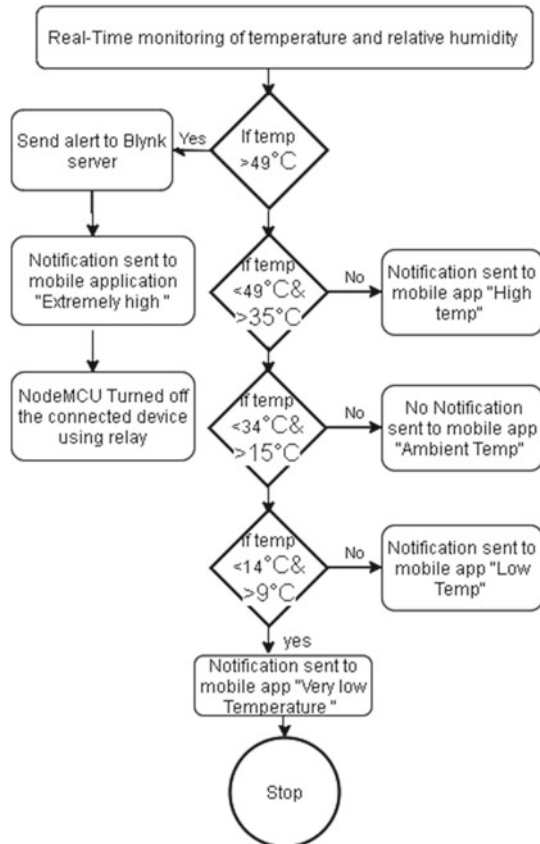 Real-Time monitoring of temperature and relative humidity
If temp
>49°C
Yes
Send alert to Blynk
server
Notification sent to
mobile application
"Extremely high "
NodeMCU Turned off
the connected device
using relay
If temp
<49°C&
>35°C
No
Notification sent to
mobile app "High
temp"
If temp
<34°C&
>15°C
No
No Notification
sent to mobile app
"Ambient Temp"
If temp
<14°C&
>9°C
No
Notification sent to
mobile app "Low
Temp"
yes
Notification sent to
mobile app "Very low
Temperature "
Stop